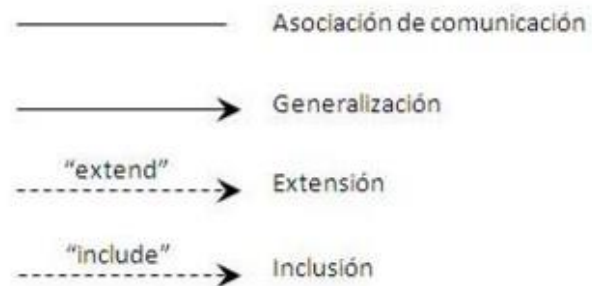 Asociación de comunicación
Generalización
"extend"
Extensión
"include"
Inclusión